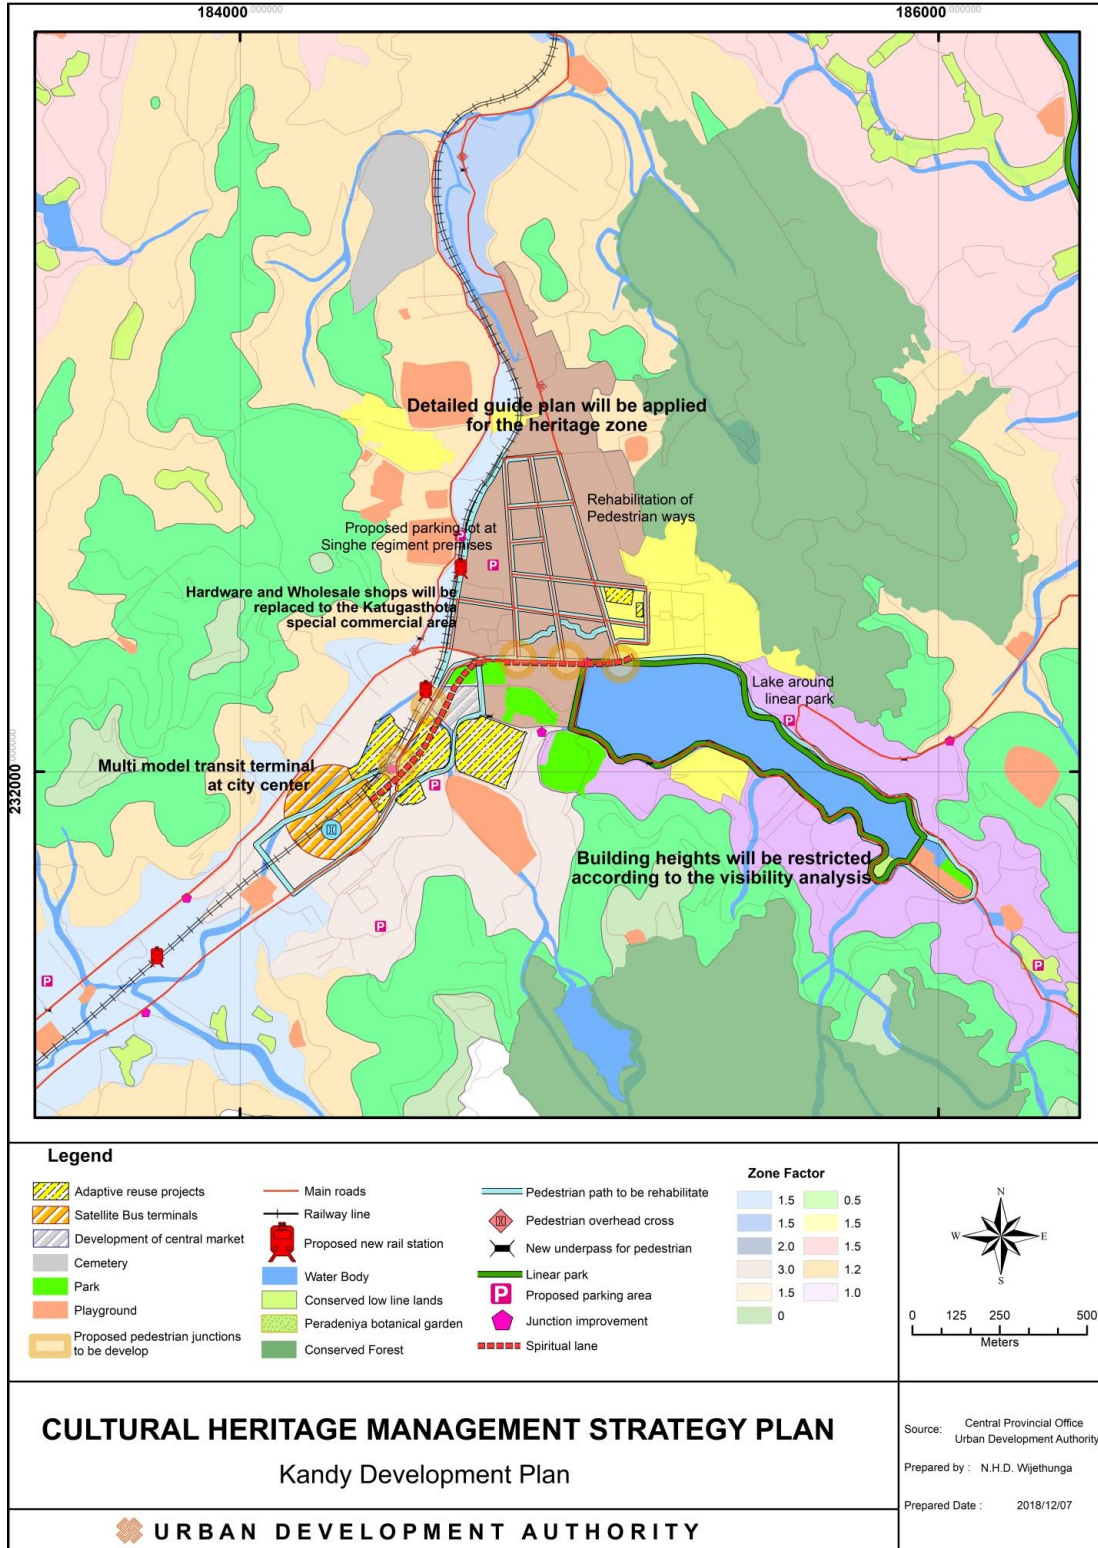 184000
186000
232000
Detailed guide plan will be applied
for the heritage zone
Rehabilitation of
Pedestrian ways
Proposed parking lot at
Singhe regiment premises
P
P
Hardware and Wholesale shops will be
replaced to the Katugasthota
special commercial area
Lake around
linear park
P
Multi model transit terminal
at city center
P
Building heights will be restricted
according to the visibility analysis
P
P
P
Legend
Adaptive reuse projects
Satellite Bus terminals
Development of central market
Cemetery
Park
Playground
Proposed pedestrian junctions
to be develop
Main roads
Railway line
Proposed new rail station
Water Body
Conserved low line lands
Peradeniya botanical garden
Conserved Forest
Pedestrian path to be rehabilitate
Pedestrian overhead cross
New underpass for pedestrian
Linear park
P Proposed parking area
Junction improvement
Spiritual lane
Zone Factor
1.5 0.5
1.5 1.5
2.0 1.5
3.0 1.2
1.5 1.0
0
N
W E
S
0 125 250 500
Meters
CULTURAL HERITAGE MANAGEMENT STRATEGY PLAN
Kandy Development Plan
URBAN DEVELOPMENT AUTHORITY
Source: Central Provincial Office
Urban Development Authority
Prepared by : N.H.D. Wijethunga
Prepared Date : 2018/12/07